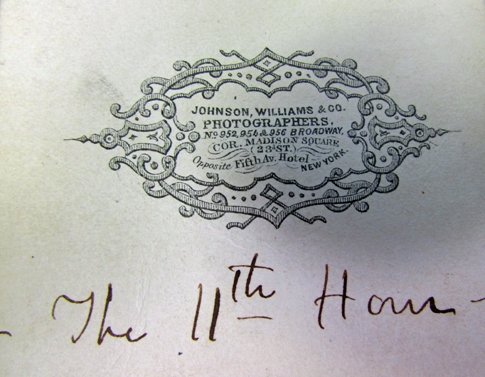 JOHNSON, WILLIAMS & CO.
PHOTOGRAPHERS,
Nos 952, 954 & 956 BROADWAY,
COR. MADISON SQUARE
(23d ST.)
Opposite Fifth Av. Hotel
NEW YORK.
- The 11th Hour -